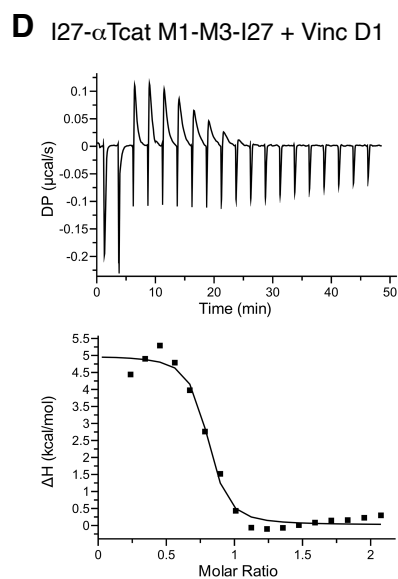 D I27-αTcat M1-M3-I27 + Vinc D1
0.1
0.05
0
-0.05
-0.1
-0.15
-0.2
DP (μcal/s)
0 10 20 30 40 50
Time (min)
5.5
5
4.5
4
3.5
3
2.5
2
1.5
1
0.5
0
ΔH (kcal/mol)
0 0.5 1 1.5 2
Molar Ratio